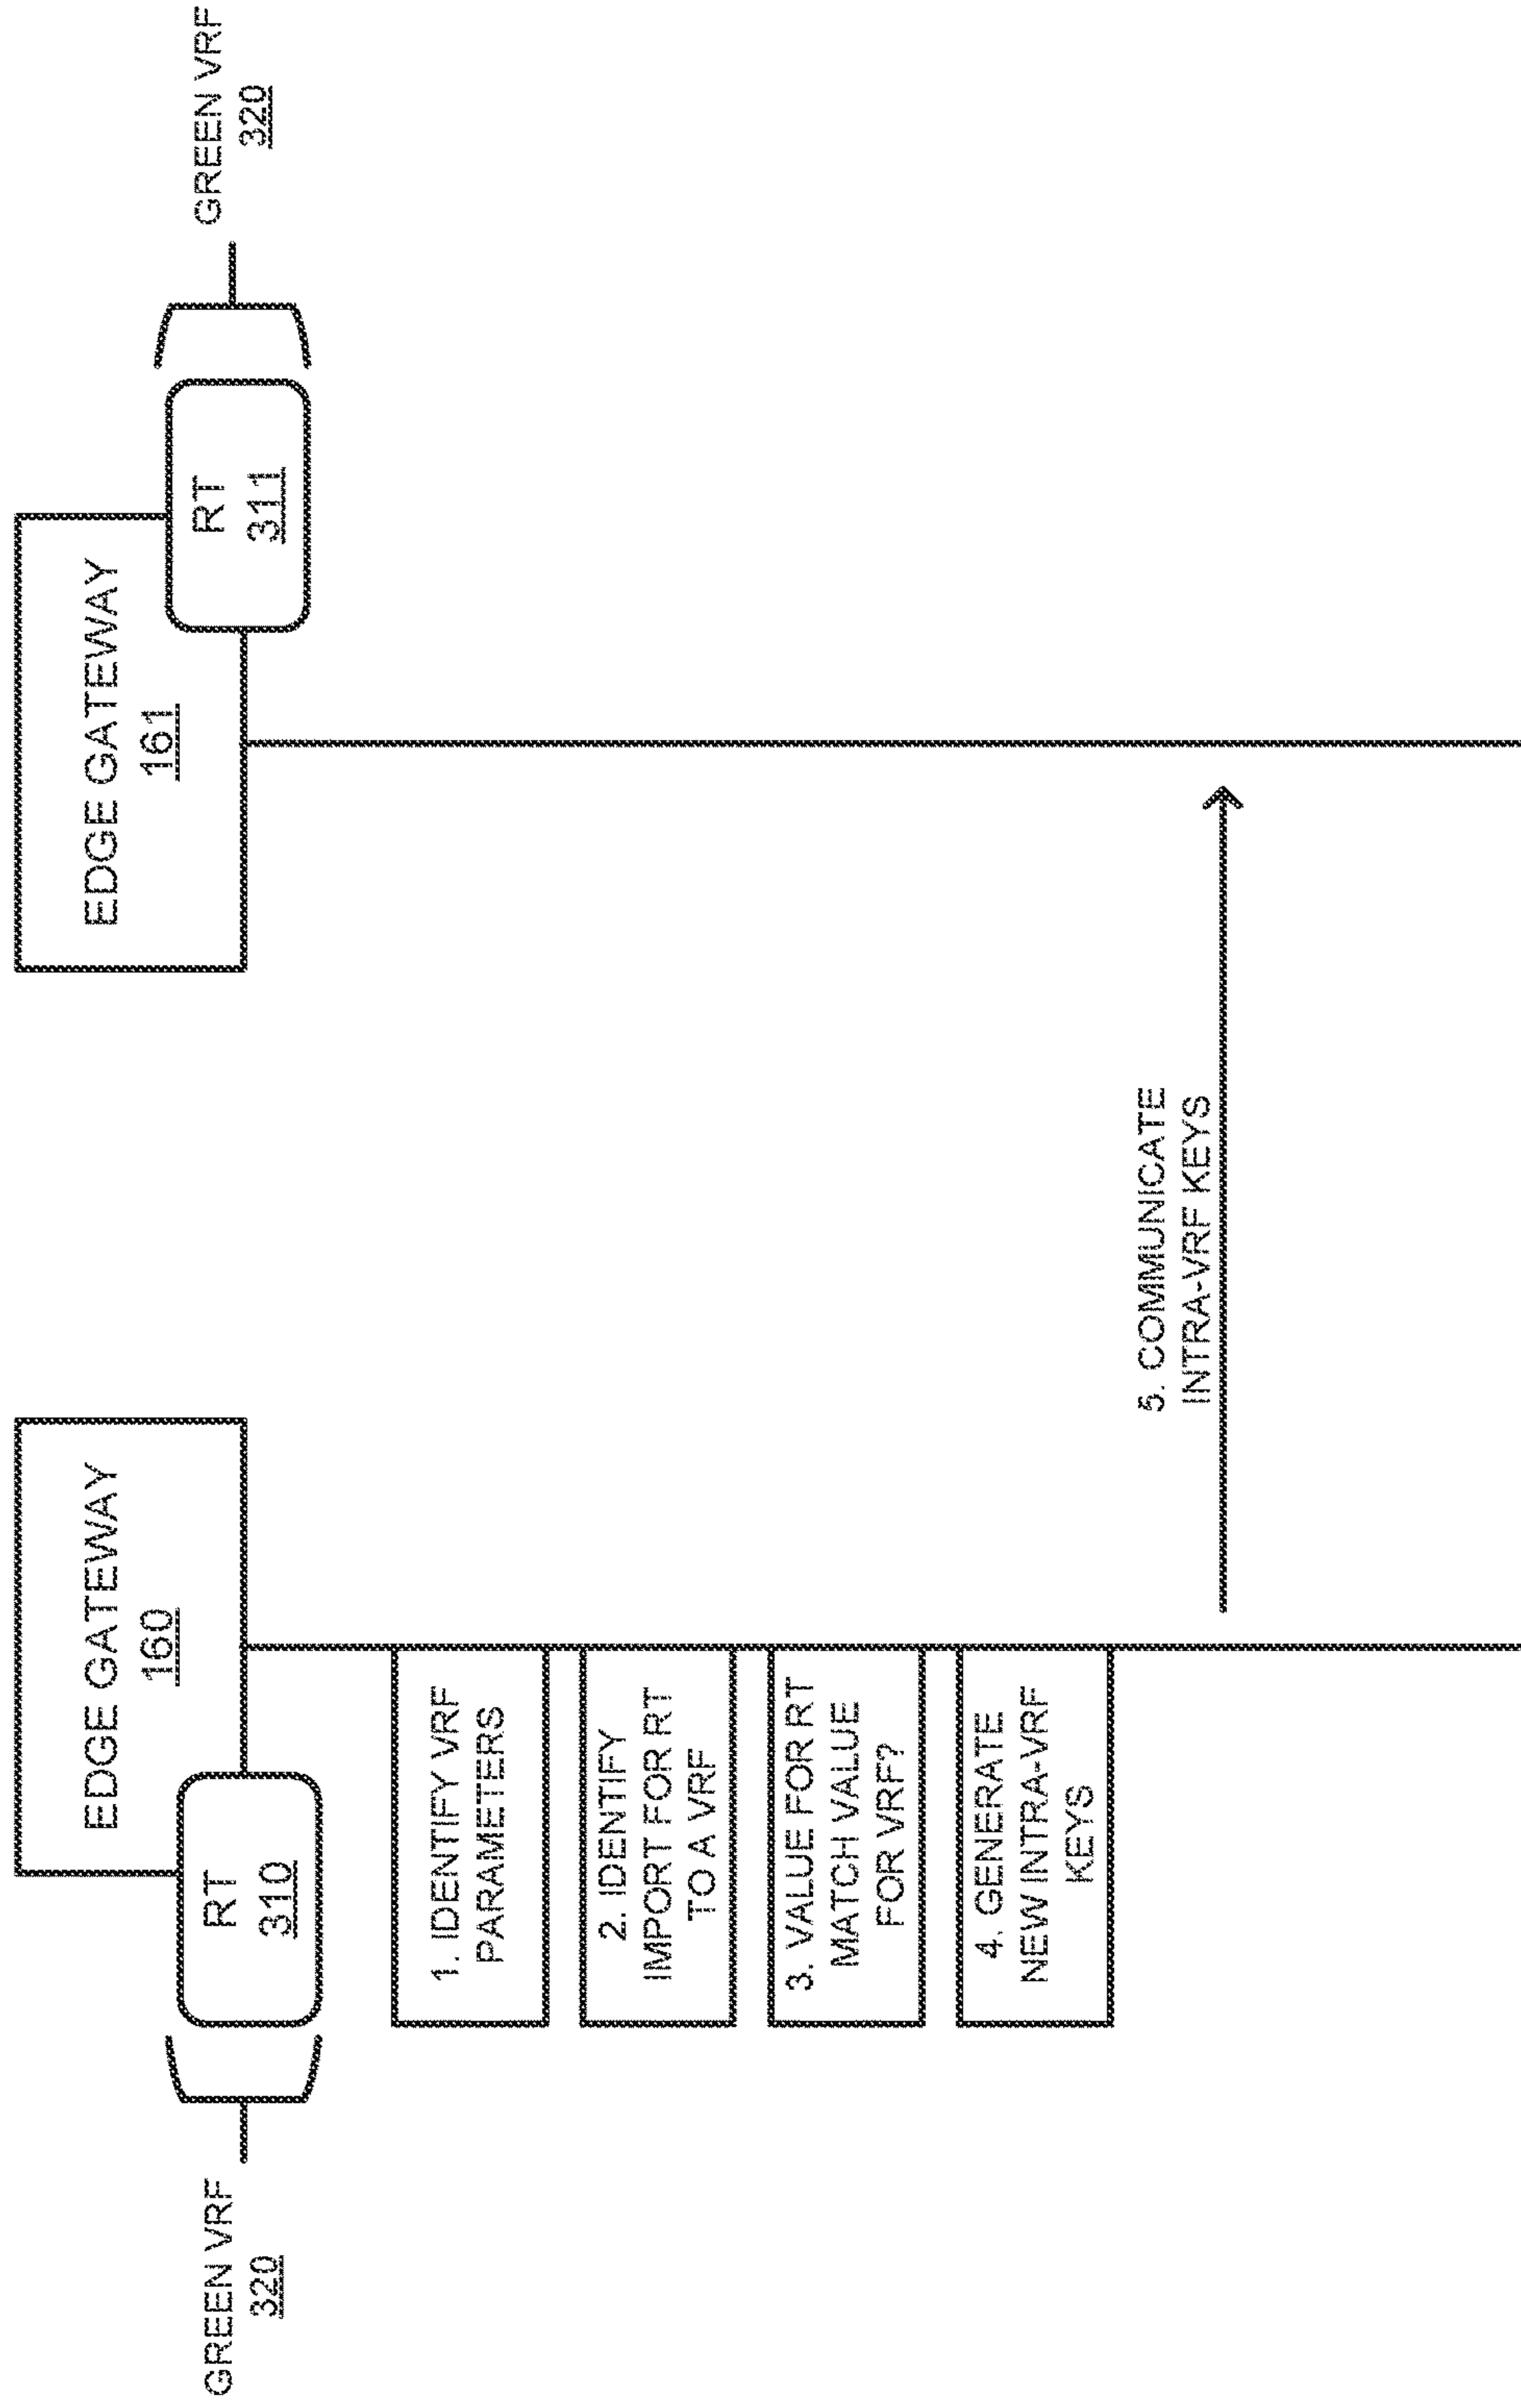 GREEN VRF
320
RT
310
EDGE GATEWAY
160
EDGE GATEWAY
161
RT
311
GREEN VRF
320
1. IDENTIFY VRF
PARAMETERS
2. IDENTIFY
IMPORT FOR RT
TO A VRF
3. VALUE FOR RT
MATCH VALUE
FOR VRF?
4. GENERATE
NEW INTRA-VRF
KEYS
5. COMMUNICATE
INTRA-VRF KEYS